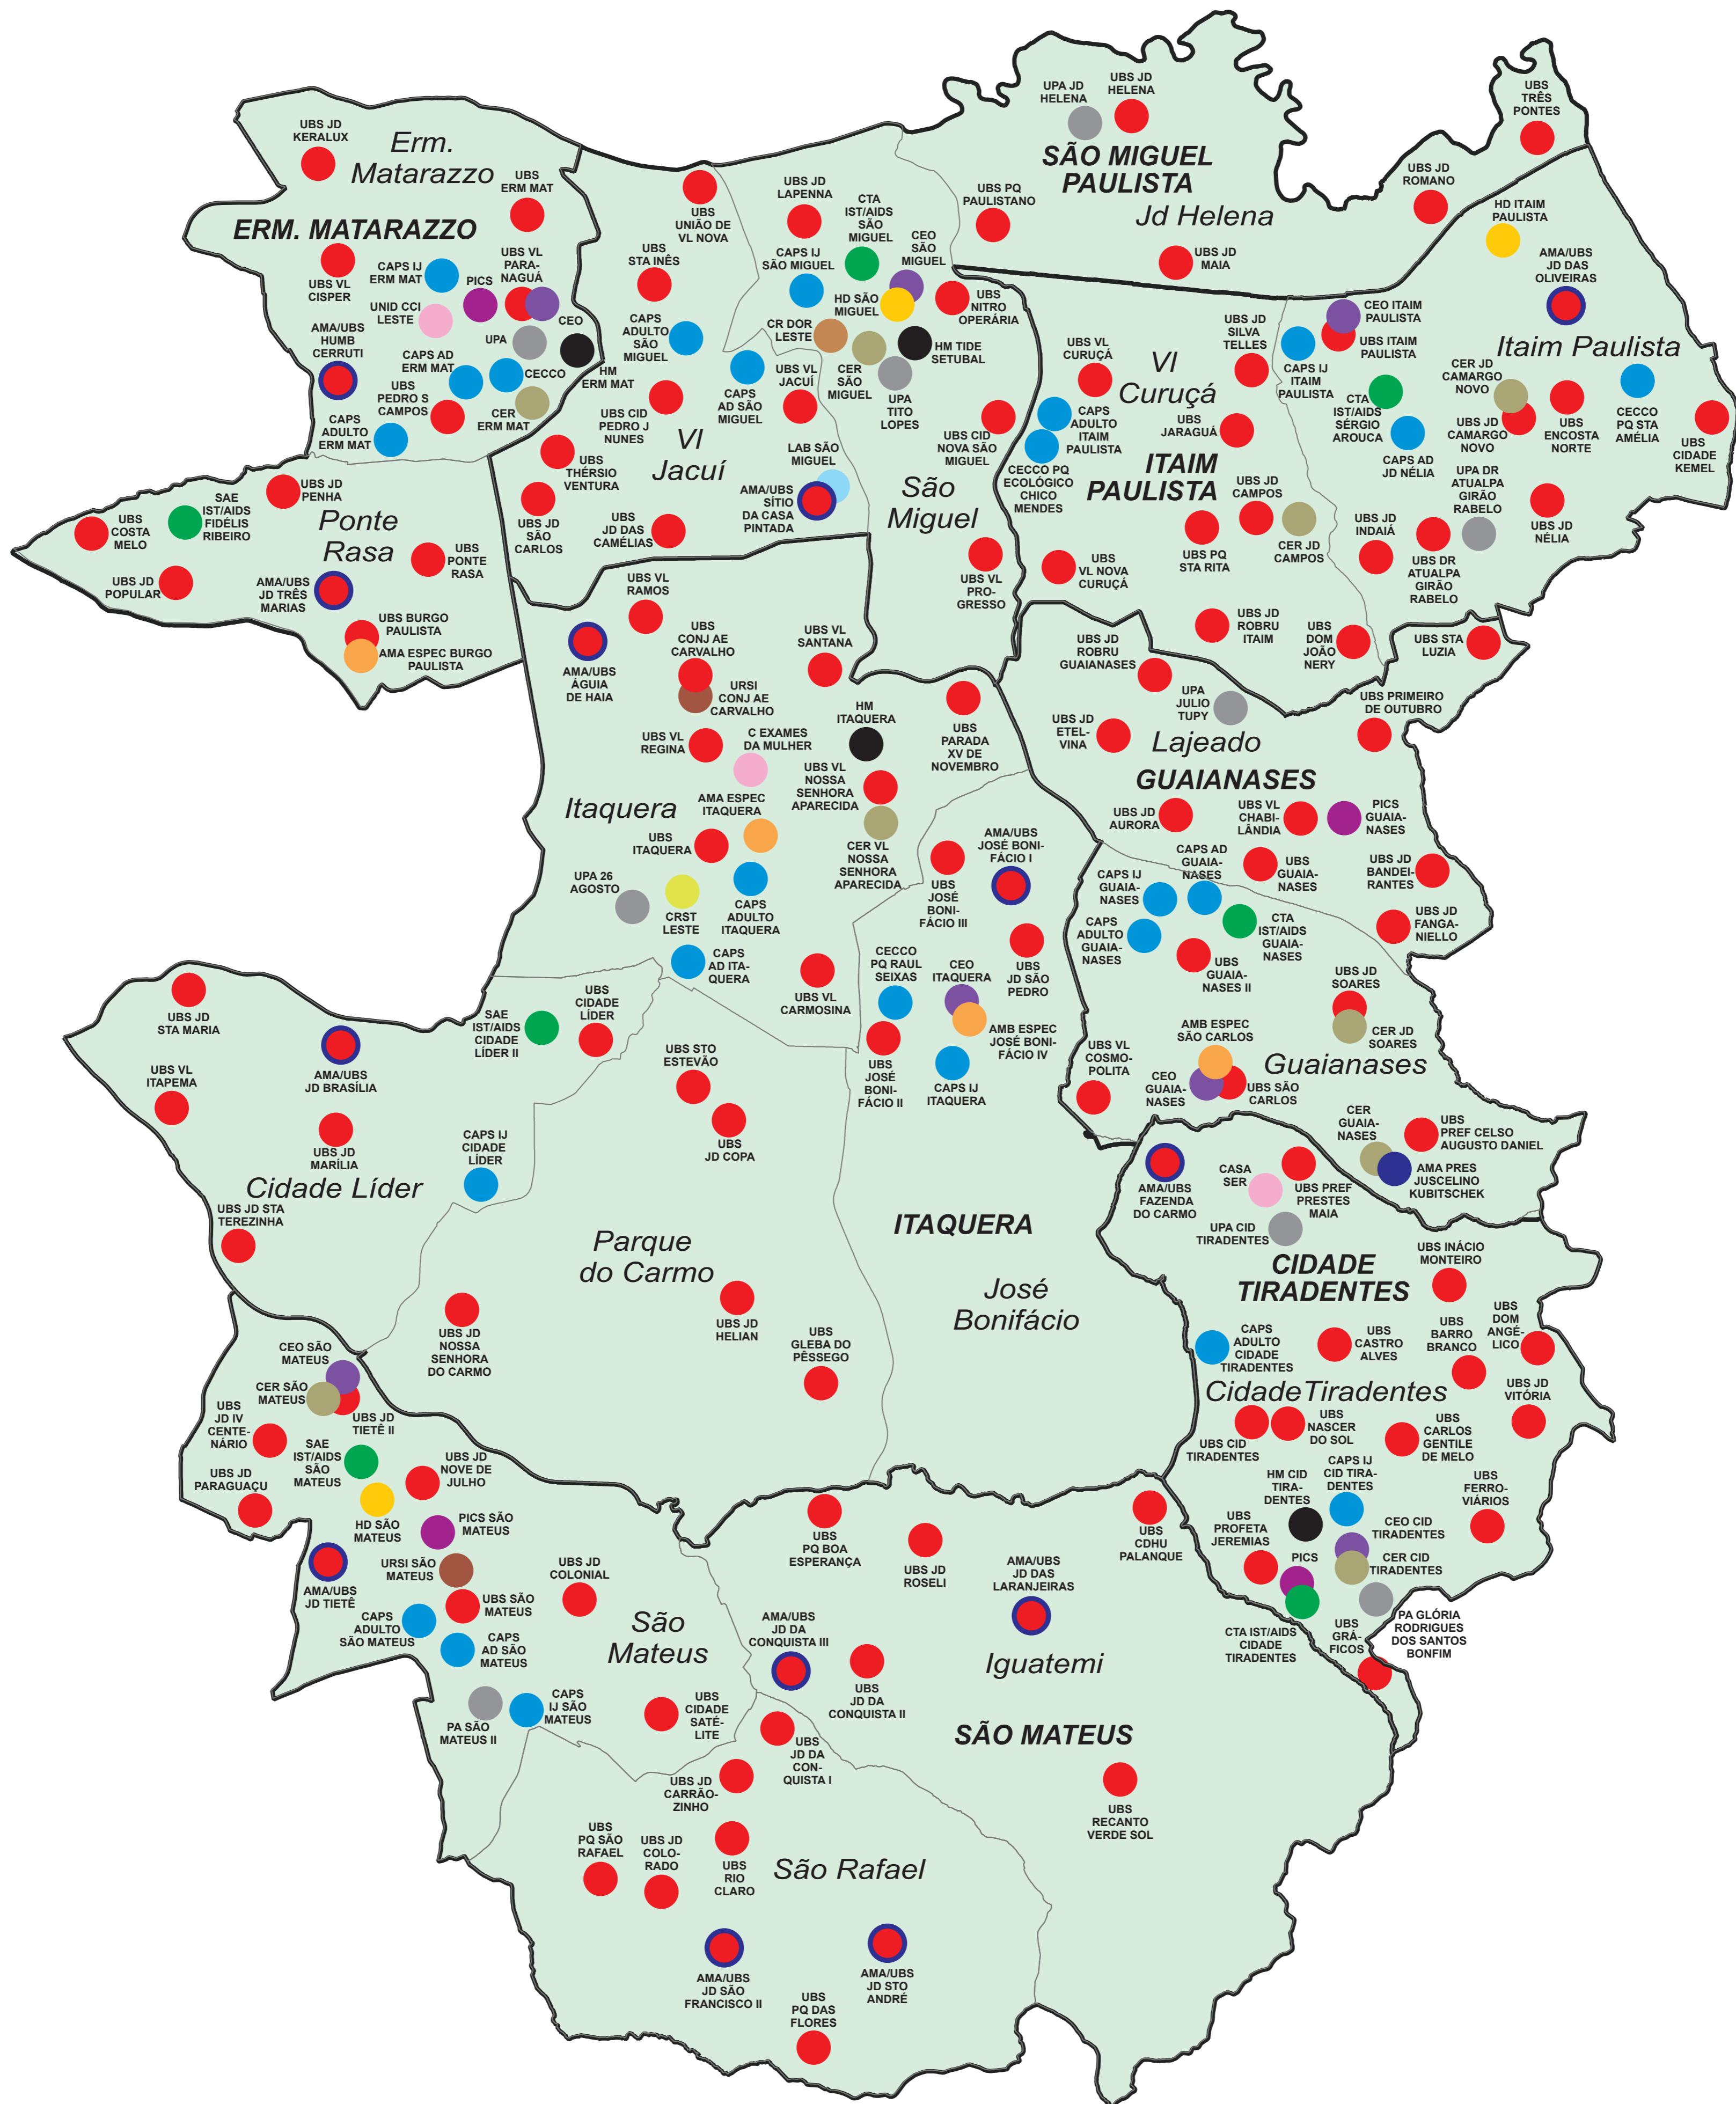 UBS JD
KERALUX
Erm.
Matarazzo
UBS
ERM MAT
ERM. MATARAZZO
UBS VL
CISPER
CAPS IJ
ERM MAT
PICS
UBS VL
PARA-
NAGUÁ
UNID CCI
LESTE
CEO
UPA
AMA/UBS
HUMB
CERRUTI
CAPS AD
ERM MAT
CECCO
HM
ERM MAT
UBS
PEDRO S
CAMPOS
CER
ERM MAT
CAPS
ADULTO
ERM MAT
UBS JD
PENHA
SAE
IST/AIDS
FIDÉLIS
RIBEIRO
UBS
COSTA
MELO
Ponte
Rasa
UBS
PONTE
RASA
UBS JD
POPULAR
AMA/UBS
JD TRÊS
MARIAS
UBS BURGO
PAULISTA
AMA ESPEC BURGO
PAULISTA
UBS
UNIÃO DE
VL NOVA
UBS
STA INÊS
CAPS
ADULTO
SÃO
MIGUEL
UBS CID
PEDRO J
NUNES
VI
Jacuí
UBS
THÉRSIO
VENTURA
UBS JD
SÃO
CARLOS
UBS
JD DAS
CAMÉLIAS
CAPS
AD SÃO
MIGUEL
UBS VL
JACUÍ
LAB SÃO
MIGUEL
AMA/UBS
SÍTIO
DA CASA
PINTADA
UBS JD
LAPENNA
CTA
IST/AIDS
SÃO
MIGUEL
CEO
SÃO
MIGUEL
CAPS IJ
SÃO MIGUEL
HD SÃO
MIGUEL
UBS
NITRO
OPERÁRIA
CR DOR
LESTE
HM TIDE
SETUBAL
CER
SÃO
MIGUEL
UPA
TITO
LOPES
UBS CID
NOVA SÃO
MIGUEL
São
Miguel
UBS VL
PRO-
GRESSO
UPA JD
HELENA
UBS JD
HELENA
SÃO MIGUEL
PAULISTA
UBS PQ
PAULISTANO
Jd Helena
UBS JD
MAIA
UBS
TRÊS
PONTES
UBS JD
ROMANO
HD ITAIM
PAULISTA
AMA/UBS
JD DAS
OLIVEIRAS
CEO ITAIM
PAULISTA
UBS ITAIM
PAULISTA
UBS JD
SILVA
TELLES
CAPS IJ
ITAIM
PAULISTA
Itaim Paulista
UBS VL
CURUÇÁ
VI
Curuçá
CER JD
CAMARGO
NOVO
CTA
IST/AIDS
SÉRGIO
AROUCA
CAPS AD
JD NÉLIA
UBS JD
CAMARGO
NOVO
UBS
ENCOSTA
NORTE
CECCO
PQ STA
AMÉLIA
UBS
CIDADE
KEMEL
CAPS
ADULTO
ITAIM
PAULISTA
UBS
JARAGUÁ
CECCO PQ
ECOLÓGICO
CHICO
MENDES
ITAIM
PAULISTA
UBS JD
CAMPOS
CER JD
CAMPOS
UPA DR
ATUALPA
GIRÃO
RABELO
UBS JD
INDAIÁ
UBS DR
ATUALPA
GIRÃO
RABELO
UBS JD
NÉLIA
UBS PQ
STA RITA
UBS
VL NOVA
CURUÇÁ
UBS JD
ROBRU
ITAIM
UBS
DOM
JOÃO
NERY
UBS STA
LUZIA
UBS VL
RAMOS
AMA/UBS
ÁGUIA
DE HAIA
UBS
CONJ AE
CARVALHO
URSI
CONJ AE
CARVALHO
UBS VL
SANTANA
UBS VL
REGINA
C EXAMES
DA MULHER
HM
ITAQUERA
UBS
PARADA
XV DE
NOVEMBRO
UBS VL
NOSSA
SENHORA
APARECIDA
Itaquera
AMA ESPEC
ITAQUERA
UBS
ITAQUERA
CER VL
NOSSA
SENHORA
APARECIDA
UPA 26
AGOSTO
CRST
LESTE
CAPS
ADULTO
ITAQUERA
CAPS
AD ITA-
QUERA
UBS VL
CARMOSINA
AMA/UBS
JOSÉ BONI-
FÁCIO I
UBS
JOSÉ
BONI-
FÁCIO III
UBS
JD SÃO
PEDRO
CECCO
PQ RAUL
SEIXAS
CEO
ITAQUERA
AMB ESPEC
JOSÉ BONI-
FÁCIO IV
UBS
JOSÉ
BONI-
FÁCIO II
CAPS IJ
ITAQUERA
ITAQUERA
José
Bonifácio
UBS JD
ROBRU
GUAIANASES
UPA
JULIO
TUPY
UBS PRIMEIRO
DE OUTUBRO
UBS JD
ETEL-
VINA
Lajeado
GUAIANASES
UBS JD
AURORA
UBS VL
CHABI-
LÂNDIA
PICS
GUAIA-
NASES
CAPS AD
GUAIA-
NASES
UBS
GUAIA-
NASES
UBS JD
BANDEI-
RANTES
CAPS IJ
GUAIA-
NASES
CAPS
ADULTO
GUAIA-
NASES
CTA
IST/AIDS
GUAIA-
NASES
UBS JD
FANGA-
NIELLO
UBS
GUAIA-
NASES II
UBS JD
SOARES
CER JD
SOARES
AMB ESPEC
SÃO CARLOS
Guaianases
UBS VL
COSMO-
POLITA
CEO
GUAIA-
NASES
UBS SÃO
CARLOS
CER
GUAIA-
NASES
UBS
PREF CELSO
AUGUSTO DANIEL
AMA PRES
JUSCELINO
KUBITSCHEK
UBS JD
STA MARIA
AMA/UBS
JD BRASÍLIA
SAE
IST/AIDS
CIDADE
LÍDER II
UBS
CIDADE
LÍDER
UBS VL
ITAPEMA
UBS JD
MARÍLIA
CAPS IJ
CIDADE
LÍDER
Cidade Líder
UBS JD STA
TEREZINHA
UBS STO
ESTEVÃO
UBS
JD COPA
Parque
do Carmo
UBS JD
HELIAN
UBS JD
NOSSA
SENHORA
DO CARMO
UBS
GLEBA DO
PÊSSEGO
AMA/UBS
FAZENDA
DO CARMO
CASA
SER
UBS PREF
PRESTES
MAIA
UPA CID
TIRADENTES
CIDADE
TIRADENTES
UBS INÁCIO
MONTEIRO
CAPS
ADULTO
CIDADE
TIRADENTES
UBS
CASTRO
ALVES
UBS
BARRO
BRANCO
UBS
DOM
ANGÉ-
LICO
CidadeTiradentes
UBS JD
VITÓRIA
UBS CID
TIRADENTES
UBS
NASCER
DO SOL
UBS
CARLOS
GENTILE
DE MELO
HM CID
TIRA-
DENTES
CAPS IJ
CID TIRA-
DENTES
UBS
FERRO-
VIÁRIOS
UBS
PROFETA
JEREMIAS
CEO CID
TIRADENTES
PICS
CER CID
TIRADENTES
CTA IST/AIDS
CIDADE
TIRADENTES
UBS
GRÁ-
FICOS
PA GLÓRIA
RODRIGUES
DOS SANTOS
BONFIM
CEO SÃO
MATEUS
CER SÃO
MATEUS
UBS JD
TIETÊ II
UBS
JD IV
CENTE-
NÁRIO
SAE
IST/AIDS
SÃO
MATEUS
UBS JD
NOVE DE
JULHO
UBS JD
PARAGUAÇU
HD SÃO
MATEUS
PICS SÃO
MATEUS
AMA/UBS
JD TIETÊ
URSI SÃO
MATEUS
UBS SÃO
MATEUS
UBS JD
COLONIAL
CAPS
ADULTO
SÃO MATEUS
CAPS
AD SÃO
MATEUS
São
Mateus
PA SÃO
MATEUS II
CAPS
IJ SÃO
MATEUS
UBS
CIDADE
SATÉ-
LITE
UBS
PQ BOA
ESPERANÇA
UBS JD
ROSELI
UBS
CDHU
PALANQUE
AMA/UBS
JD DAS
LARANJEIRAS
AMA/UBS
JD DA
CONQUISTA III
UBS
JD DA
CONQUISTA II
Iguatemi
UBS
JD DA
CON-
QUISTA I
SÃO MATEUS
UBS
RECANTO
VERDE SOL
UBS JD
CARRÃO-
ZINHO
UBS
PQ SÃO
RAFAEL
UBS JD
COLO-
RADO
UBS
RIO
CLARO
São Rafael
AMA/UBS
JD SÃO
FRANCISCO II
AMA/UBS
JD STO
ANDRÉ
UBS
PQ DAS
FLORES